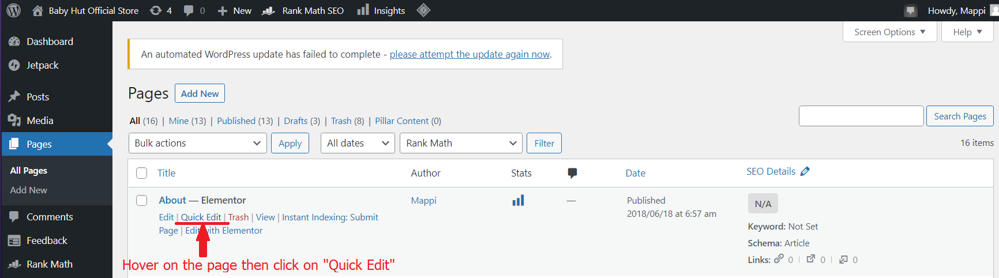 Baby Hut Official Store 4 0 New Rank Math SEO Insights Howdy, Mappi
Screen Options Help
Dashboard
Jetpack
Posts
Media
Pages
All Pages
Add New
Comments
Feedback
Rank Math
An automated WordPress update has failed to complete - please attempt the update again now.
Pages Add New
All (16) | Mine (13) | Published (13) | Drafts (3) | Trash (8) | Pillar Content (0)
Search Pages
Bulk actions Apply All dates Rank Math Filter 16 items
Title Author Stats Date SEO Details
About — Elementor Mappi — Published N/A
Edit | Quick Edit | Trash | View | Instant Indexing: Submit 2018/06/18 at 6:57 am
Page | Edit with Elementor Keyword: Not Set
Schema: Article
Links: 0 | 0 | 0
Hover on the page then click on "Quick Edit"